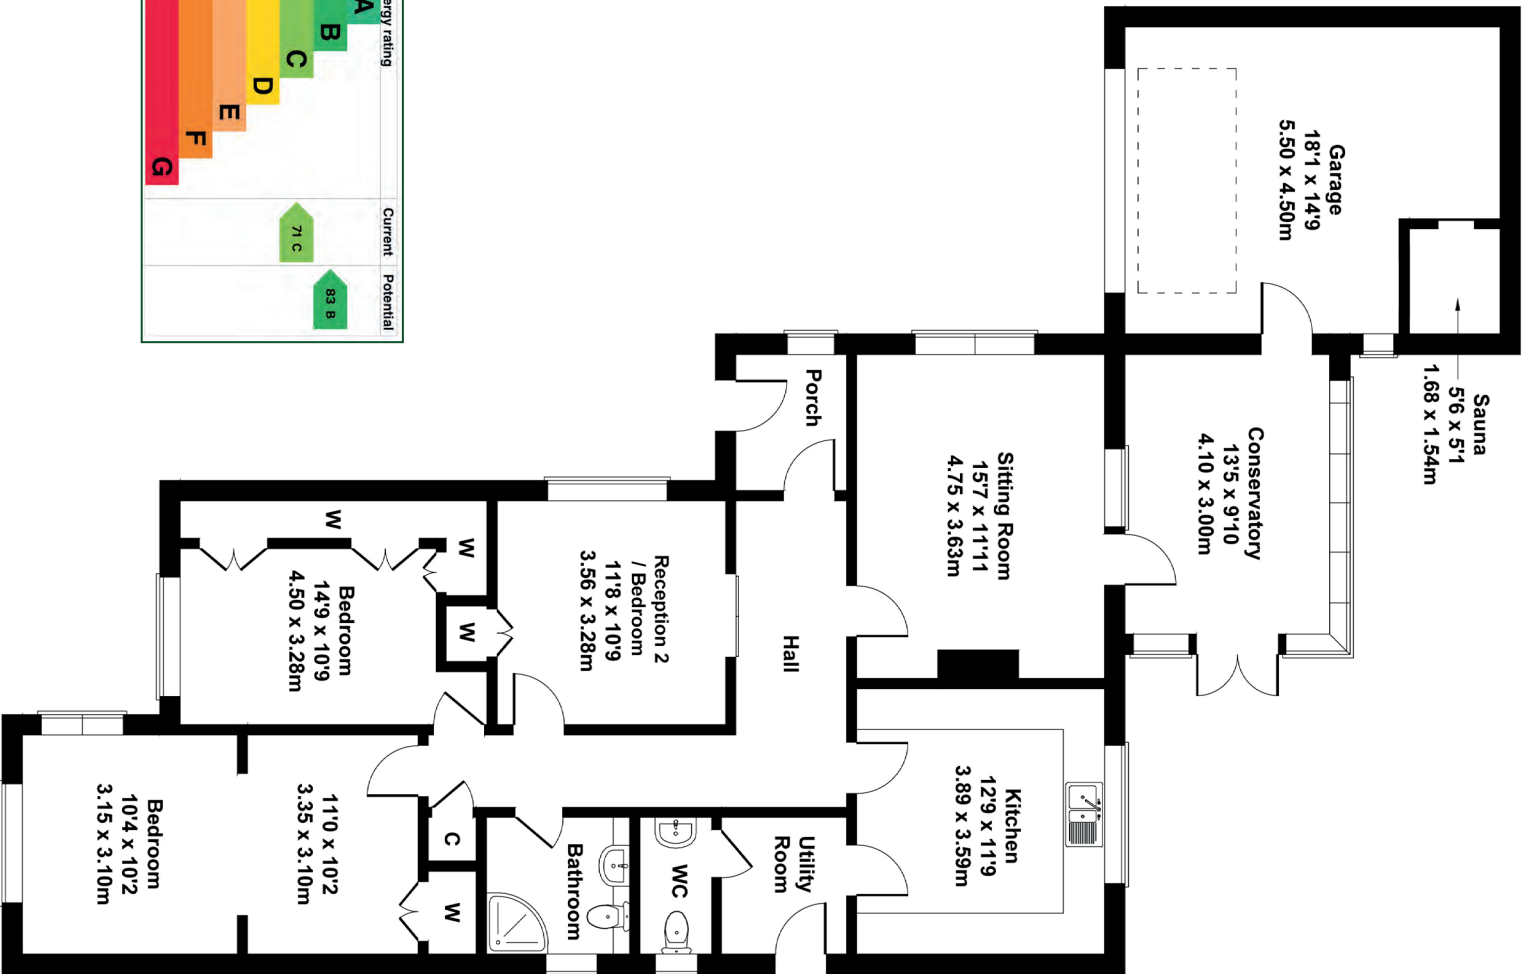 ergy rating
Current
Potential
A
B
C
D
E
F
G
71 C
83 B
Garage
18'1 x 14'9
5.50 x 4.50m
Sauna
5'6 x 5'1
1.68 x 1.54m
Conservatory
13'5 x 9'10
4.10 x 3.00m
Porch
Sitting Room
15'7 x 11'11
4.75 x 3.63m
Hall
Reception 2
/ Bedroom
11'8 x 10'9
3.56 x 3.28m
W
W
W
Bedroom
14'9 x 10'9
4.50 x 3.28m
Kitchen
12'9 x 11'9
3.89 x 3.59m
Utility
Room
WC
Bathroom
C
W
11'0 x 10'2
3.35 x 3.10m
Bedroom
10'4 x 10'2
3.15 x 3.10m